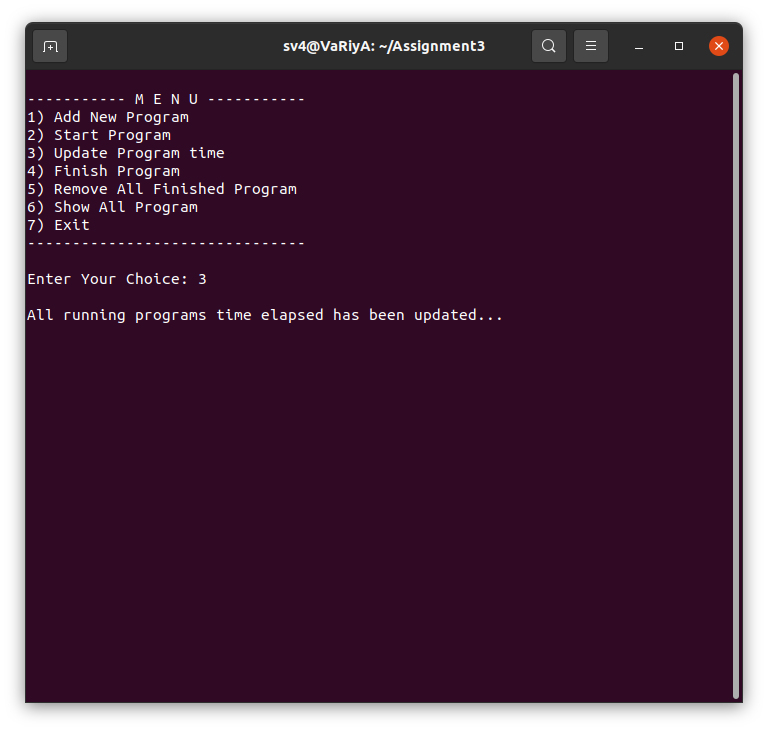 sv4@VaRiyA: ~/Assignment3
----------- M E N U -----------
1) Add New Program
2) Start Program
3) Update Program time
4) Finish Program
5) Remove All Finished Program
6) Show All Program
7) Exit
-------------------------------
Enter Your Choice: 3
All running programs time elapsed has been updated...